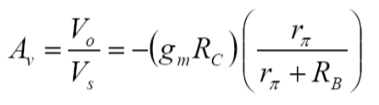 A_v = V_o / V_s = -(g_m R_C) ( r_π / (r_π + R_B) )